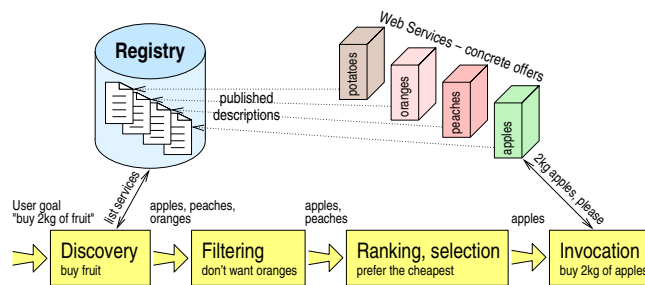 Registry
Web Services – concrete offers
potatoes
oranges
peaches
apples
published
descriptions
User goal
"buy 2kg of fruit"
list services
apples, peaches,
oranges
apples,
peaches
apples
2kg apples, please
Discovery
buy fruit
Filtering
don't want oranges
Ranking, selection
prefer the cheapest
Invocation
buy 2kg of apples